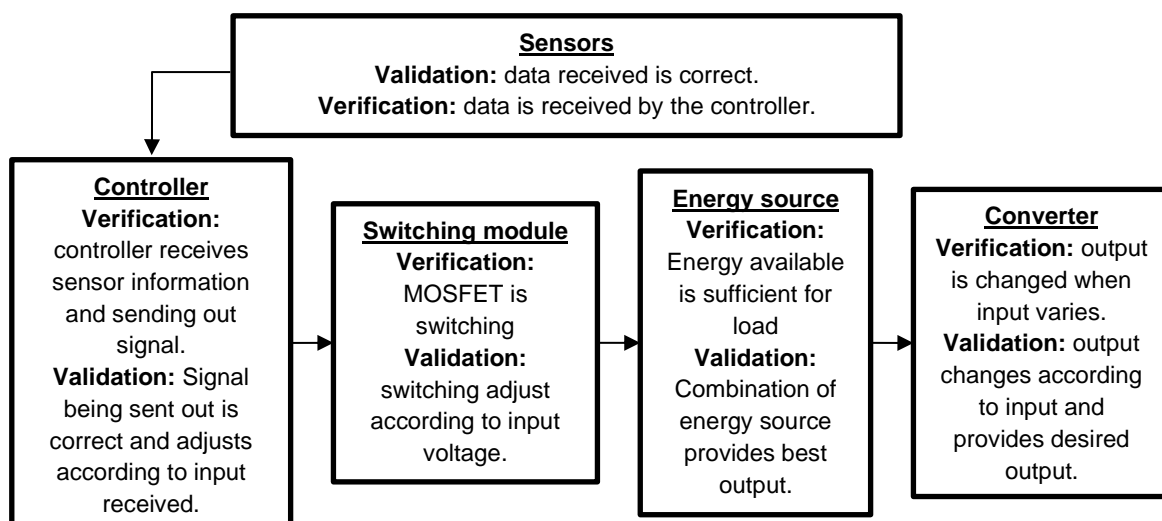 Sensors
Validation: data received is correct.
Verification: data is received by the controller.
Controller
Verification:
controller receives
sensor information
and sending out
signal.
Validation: Signal
being sent out is
correct and adjusts
according to input
received.
Switching module
Verification:
MOSFET is
switching
Validation:
switching adjust
according to input
voltage.
Energy source
Verification:
Energy available
is sufficient for
load
Validation:
Combination of
energy source
provides best
output.
Converter
Verification: output
is changed when
input varies.
Validation: output
changes according
to input and
provides desired
output.